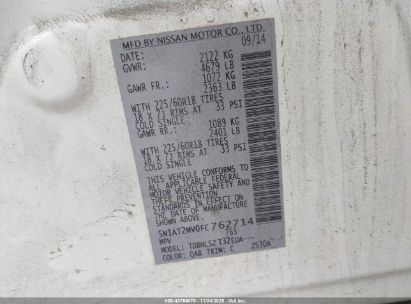 MFD BY NISSAN MOTOR CO., LTD
DATE: 09/14
GVWR: 2122 KG
4679 LB
GAWR FR.: 1072 KG
2363 LB
WITH 225/60R18 TIRES
18 X 7J RIMS AT 33 PSI
COLD SINGLE
GAWR RR.: 1089 KG
2401 LB
WITH 225/60R18 TIRES
18 X 7J RIMS AT 33 PSI
COLD SINGLE
THIS VEHICLE CONFORMS TO
ALL APPLICABLE FEDERAL
MOTOR VEHICLE SAFETY AND
THEFT PREVENTION
STANDARDS IN EFFECT ON
THE DATE OF MANUFACTURE
SHOWN ABOVE
5N1AT2MV0FC762714
MPV 765
MODEL: TDBNLSZT32EUA---
COLOR: QAB TRIM: C 2570A